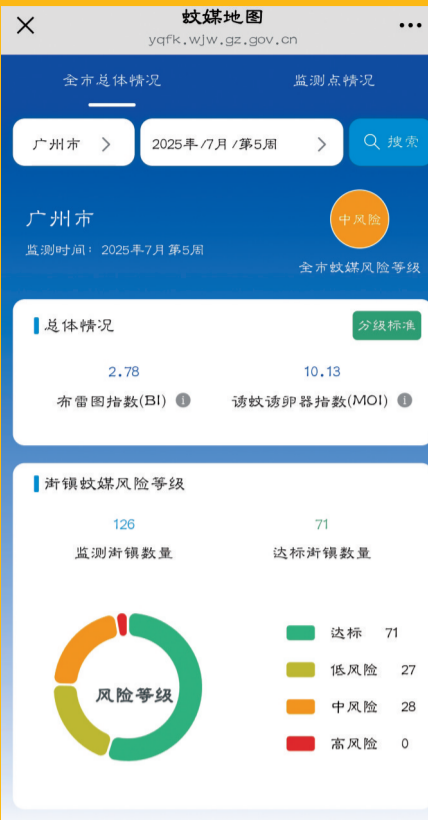 蚊媒地图
yqfk.wjw.gz.gov.cn
全市总体情况 监测点情况
广州市 2025年/7月/第5周 搜索
广州市
中风险
监测时间：2025年7月第5周
全市蚊媒风险等级
总体情况 分级标准
2.78 10.13
布雷图指数(BI) 诱蚊诱卵器指数(MOI)
街镇蚊媒风险等级
126 71
监测街镇数量 达标街镇数量
风险等级
达标 71
低风险 27
中风险 28
高风险 0